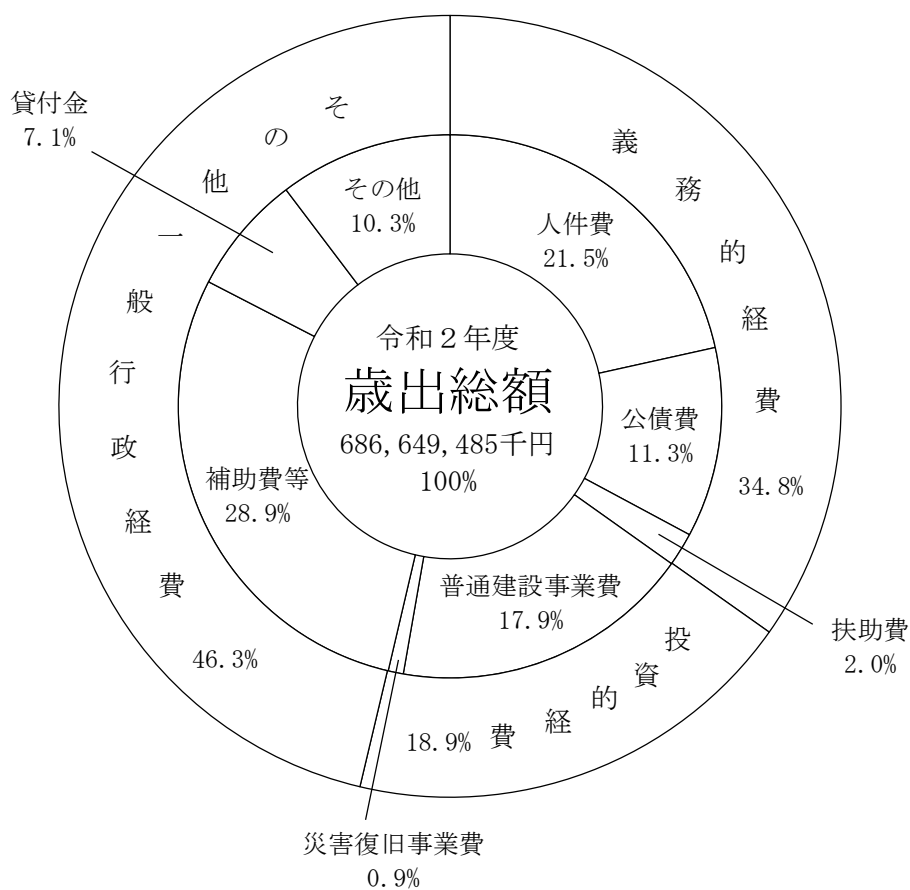 貸付金
7.1%
その他
10.3%
人件費
21.5%
公債費
11.3%
扶助費
2.0%
普通建設事業費
17.9%
災害復旧事業費
0.9%
補助費等
28.9%
義務的経費
34.8%
投資的経費
18.9%
その他一般行政経費
46.3%
令和２年度
歳出総額
686,649,485千円
100%